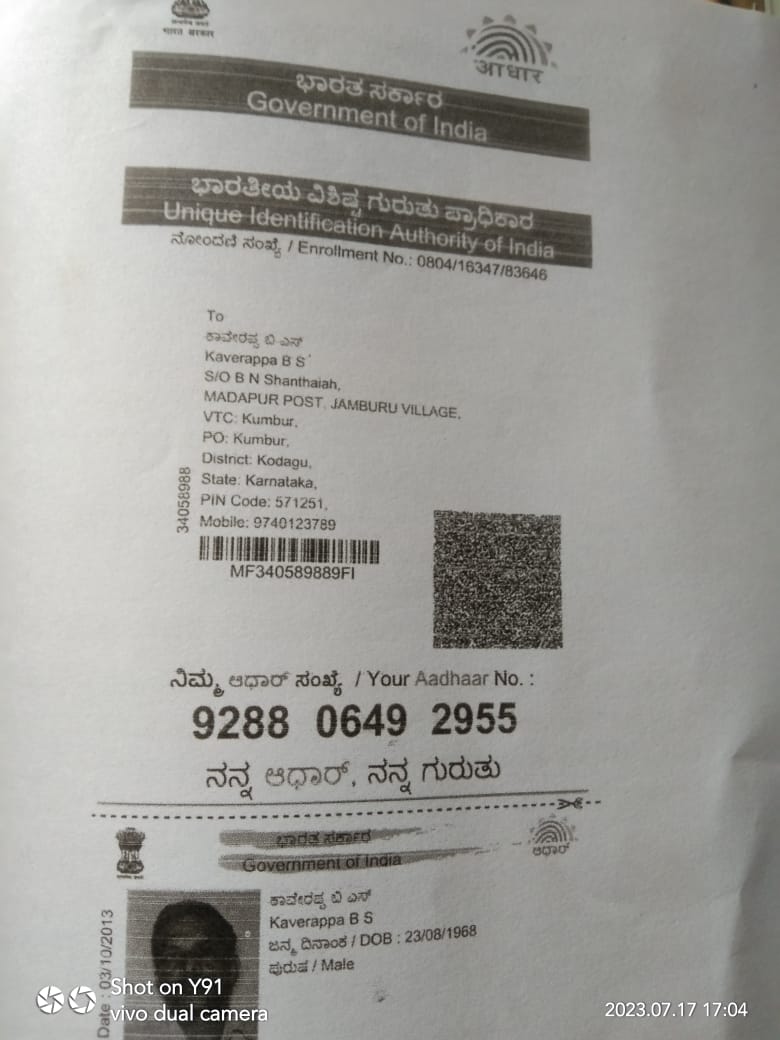 भारत सरकार
आधार
ಭಾರತ ಸರ್ಕಾರ
Government of India
ಭಾರತೀಯ ವಿಶಿಷ್ಟ ಗುರುತು ಪ್ರಾಧಿಕಾರ
Unique Identification Authority of India
ನೋಂದಣಿ ಸಂಖ್ಯೆ / Enrollment No.: 0804/16347/83646
To
ಕಾವೇರಪ್ಪ ಬಿ ಎಸ್
Kaverappa B S
S/O B N Shanthaiah,
MADAPUR POST, JAMBURU VILLAGE,
VTC: Kumbur,
PO: Kumbur,
District: Kodagu,
State: Karnataka,
PIN Code: 571251,
Mobile: 9740123789
34058988
MF340589889FI
ನಿಮ್ಮ ಆಧಾರ್ ಸಂಖ್ಯೆ / Your Aadhaar No. :
9288 0649 2955
ನನ್ನ ಆಧಾರ್, ನನ್ನ ಗುರುತು
ಭಾರತ ಸರ್ಕಾರ
Government of India
ಆಧಾರ್
ಕಾವೇರಪ್ಪ ಬಿ ಎಸ್
Kaverappa B S
ಜನ್ಮ ದಿನಾಂಕ / DOB : 23/08/1968
ಪುರುಷ / Male
Date : 03/10/2013
Shot on Y91
vivo dual camera
2023.07.17 17:04